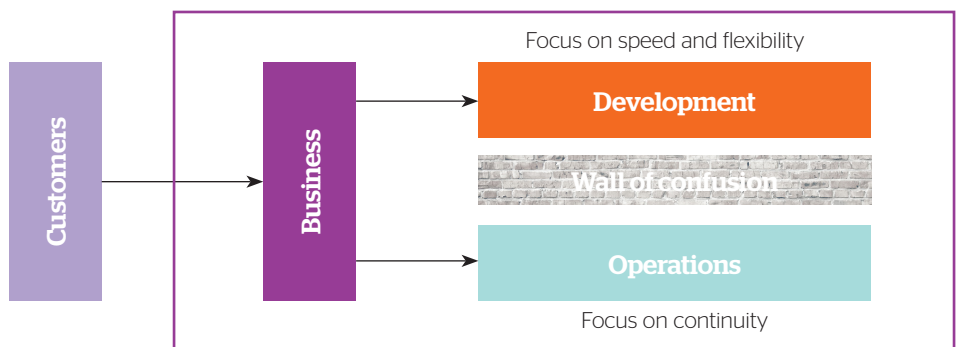 Focus on speed and flexibility
Customers
Business
Development
Wall of confusion
Operations
Focus on continuity